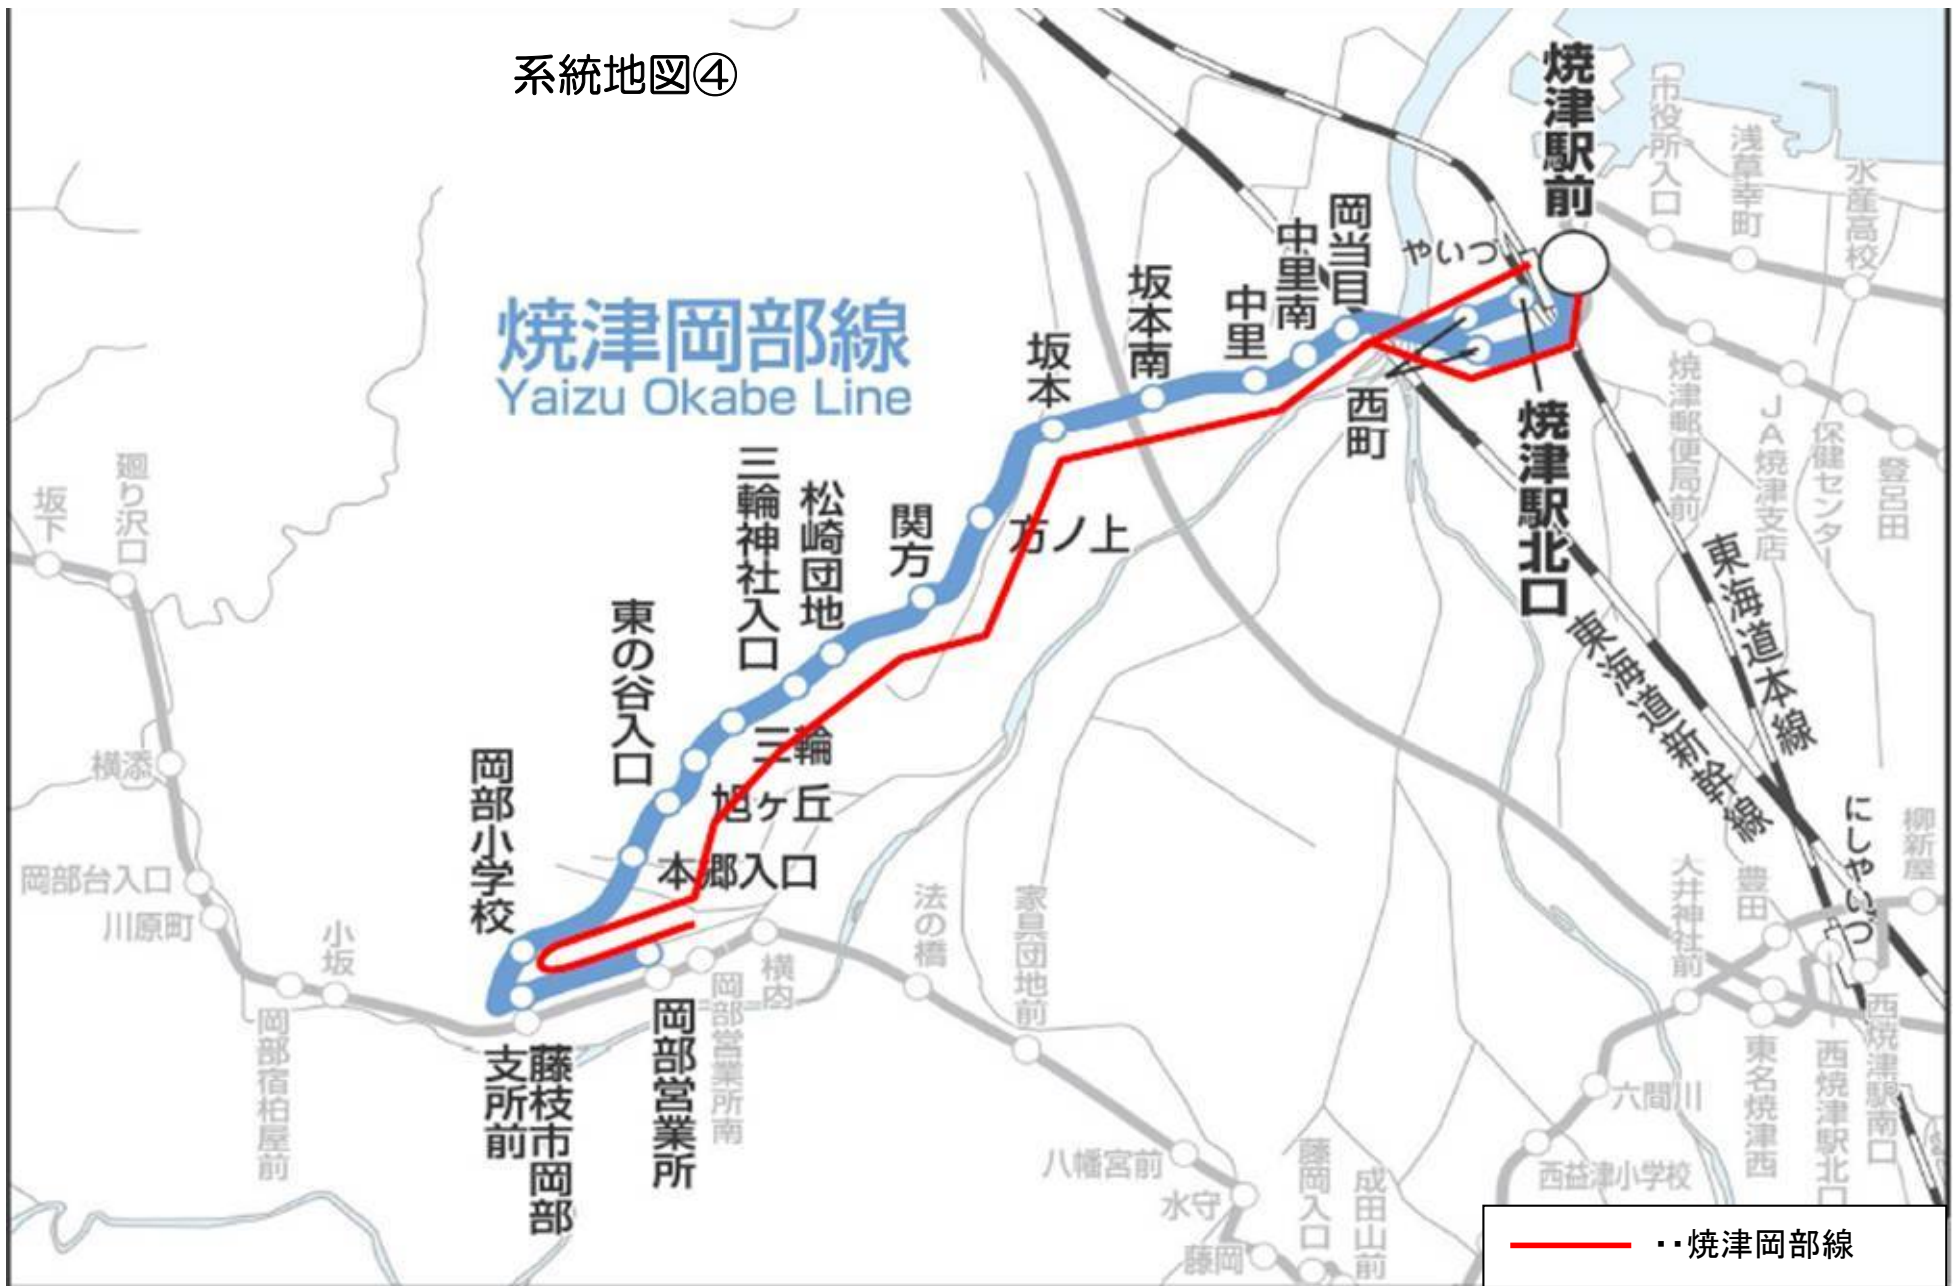 系統地図④
焼津駅前
市役所入口
浅草幸町
水産高校
やいづ
岡当目
中里南
中里
坂本南
坂本
焼津岡部線
Yaizu Okabe Line
西町
焼津駅北口
焼津郵便局前
JA焼津支店
保健センター
登呂田
方ノ上
関方
松崎団地
三輪神社入口
東の谷入口
三輪
旭ヶ丘
本郷入口
岡部小学校
廻り沢口
坂下
横添
岡部台入口
川原町
小坂
岡部宿柏屋前
藤枝市岡部
支所前
岡部営業所
岡部営業所南
横内
法の橋
家具団地前
八幡宮前
水守
藤岡
藤岡入口
成田山前
東海道本線
東海道新幹線
にしやいづ
柳新屋
豊田
大井神社前
西焼津駅南口
西焼津駅北口
東名焼津西
六間川
西益津小学校
‥焼津岡部線